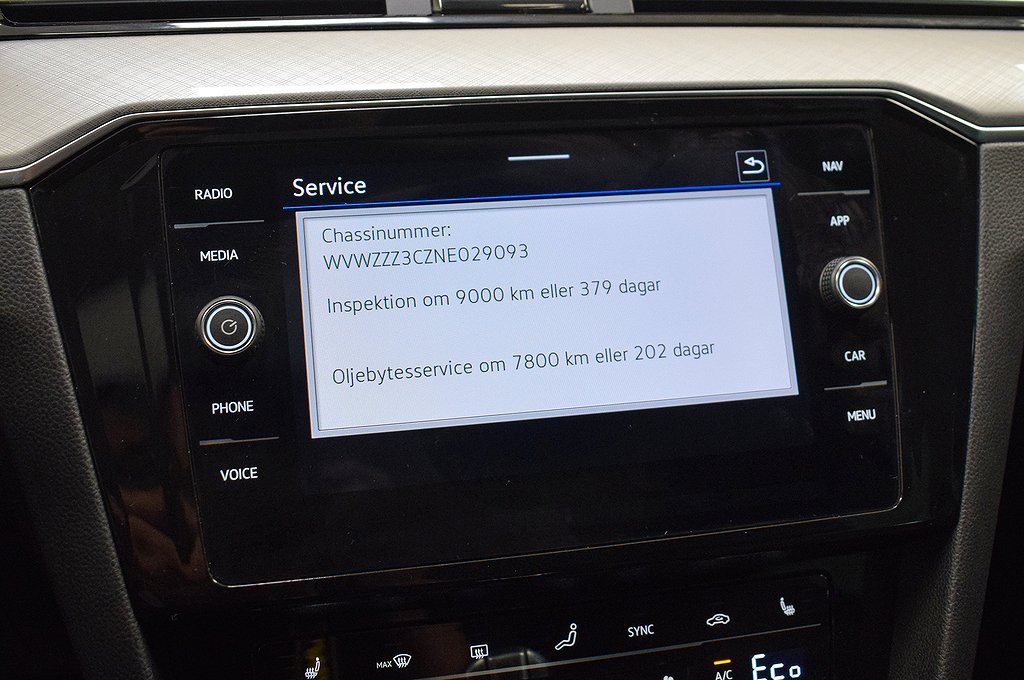 RADIO
MEDIA
PHONE
VOICE
Service
Chassinummer:
WVWZZZ3CZNE029093
Inspektion om 9000 km eller 379 dagar
Oljebytesservice om 7800 km eller 202 dagar
NAV
APP
CAR
MENU
MAX
SYNC
A/C
Eco